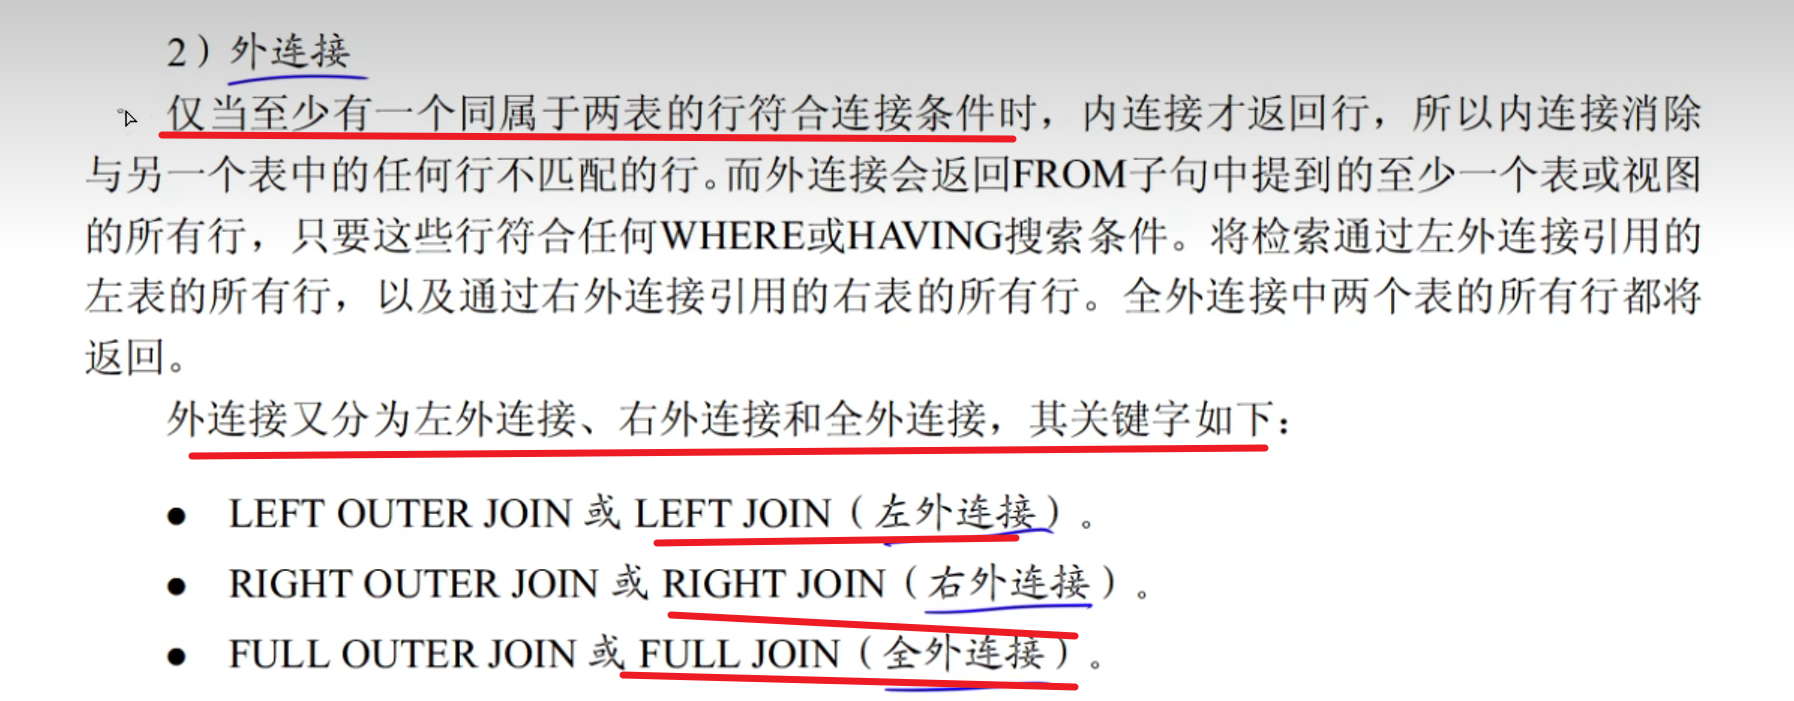 2）外连接
仅当至少有一个同属于两表的行符合连接条件时，内连接才返回行，所以内连接消除
与另一个表中的任何行不匹配的行。而外连接会返回FROM子句中提到的至少一个表或视图
的所有行，只要这些行符合任何WHERE或HAVING搜索条件。将检索通过左外连接引用的
左表的所有行，以及通过右外连接引用的右表的所有行。全外连接中两个表的所有行都将
返回。
外连接又分为左外连接、右外连接和全外连接，其关键字如下：
● LEFT OUTER JOIN 或 LEFT JOIN（左外连接）。
● RIGHT OUTER JOIN 或 RIGHT JOIN（右外连接）。
● FULL OUTER JOIN 或 FULL JOIN（全外连接）。